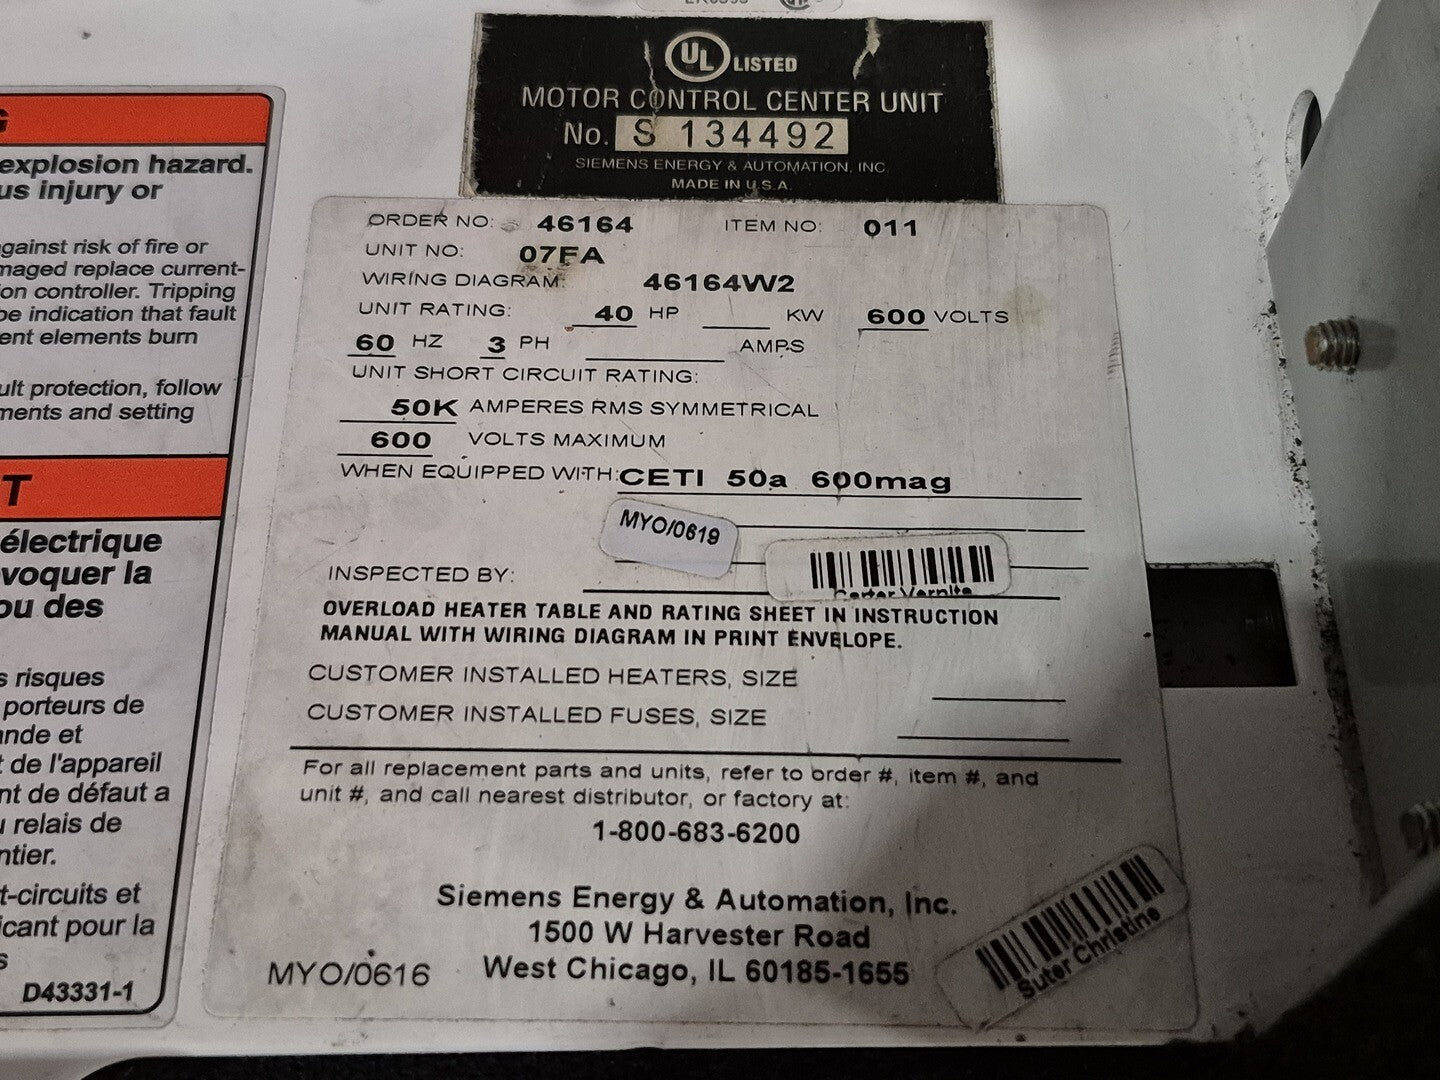 UL LISTED
MOTOR CONTROL CENTER UNIT
No. S 134492
SIEMENS ENERGY & AUTOMATION, INC
MADE IN U.S.A.
explosion hazard.
us injury or
gainst risk of fire or
maged replace current-
on controller. Tripping
be indication that fault
ent elements burn
ult protection, follow
ments and setting
T
électrique
voquer la
ou des
s risques
porteurs de
ande et
t de l'appareil
nt de défaut a
u relais de
ntier.
t-circuits et
icant pour la
s
D43331-1
ORDER NO: 46164 ITEM NO: 011
UNIT NO: 07FA
WIRING DIAGRAM: 46164W2
UNIT RATING: 40 HP KW 600 VOLTS
60 HZ 3 PH AMPS
UNIT SHORT CIRCUIT RATING:
50K AMPERES RMS SYMMETRICAL
600 VOLTS MAXIMUM
WHEN EQUIPPED WITH: CETI 50a 600mag
MYO/0619
INSPECTED BY:
OVERLOAD HEATER TABLE AND RATING SHEET IN INSTRUCTION
MANUAL WITH WIRING DIAGRAM IN PRINT ENVELOPE.
CUSTOMER INSTALLED HEATERS, SIZE
CUSTOMER INSTALLED FUSES, SIZE
For all replacement parts and units, refer to order #, item #, and
unit #, and call nearest distributor, or factory at:
1-800-683-6200
Siemens Energy & Automation, Inc.
1500 W Harvester Road
West Chicago, IL 60185-1655
MYO/0616
Suter Christine